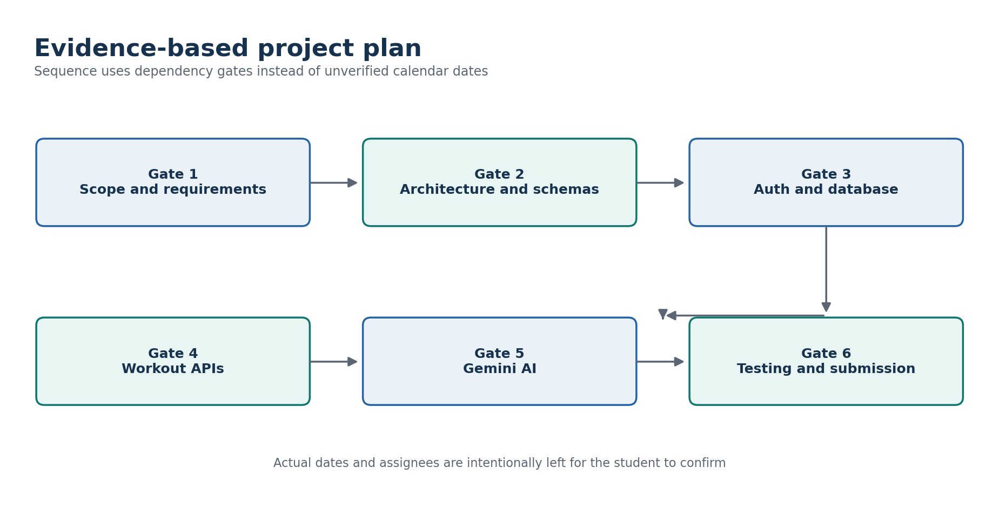 Evidence-based project plan
Sequence uses dependency gates instead of unverified calendar dates
Gate 1
Scope and requirements
Gate 2
Architecture and schemas
Gate 3
Auth and database
Gate 4
Workout APIs
Gate 5
Gemini AI
Gate 6
Testing and submission
Actual dates and assignees are intentionally left for the student to confirm